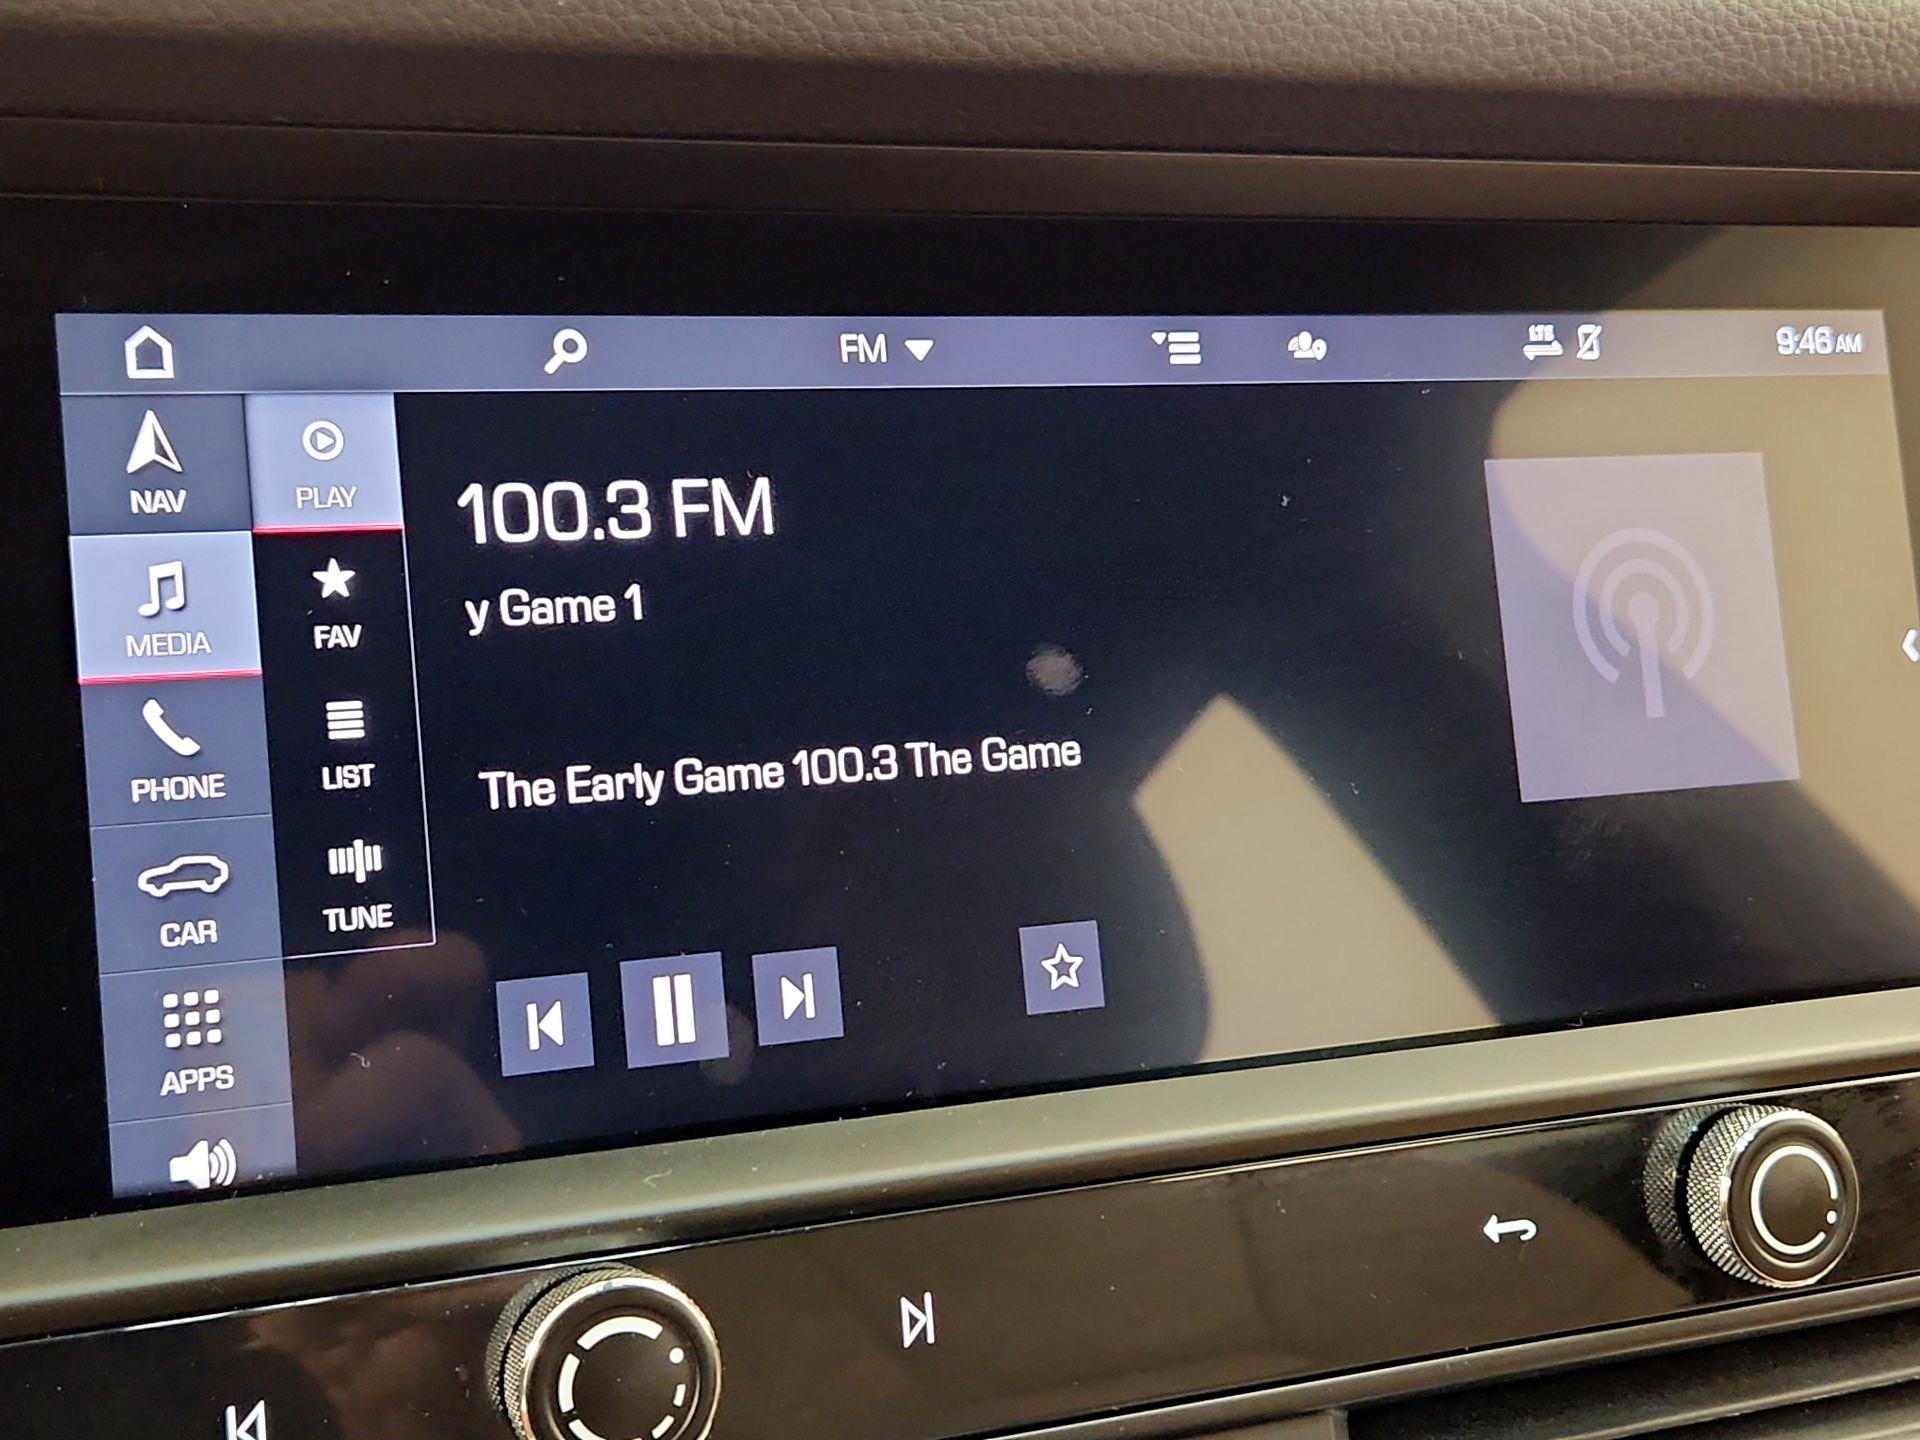 FM
LTE
9:46 AM
NAV
PLAY
100.3 FM
y Game 1
MEDIA
FAV
PHONE
LIST
The Early Game 100.3 The Game
CAR
TUNE
APPS